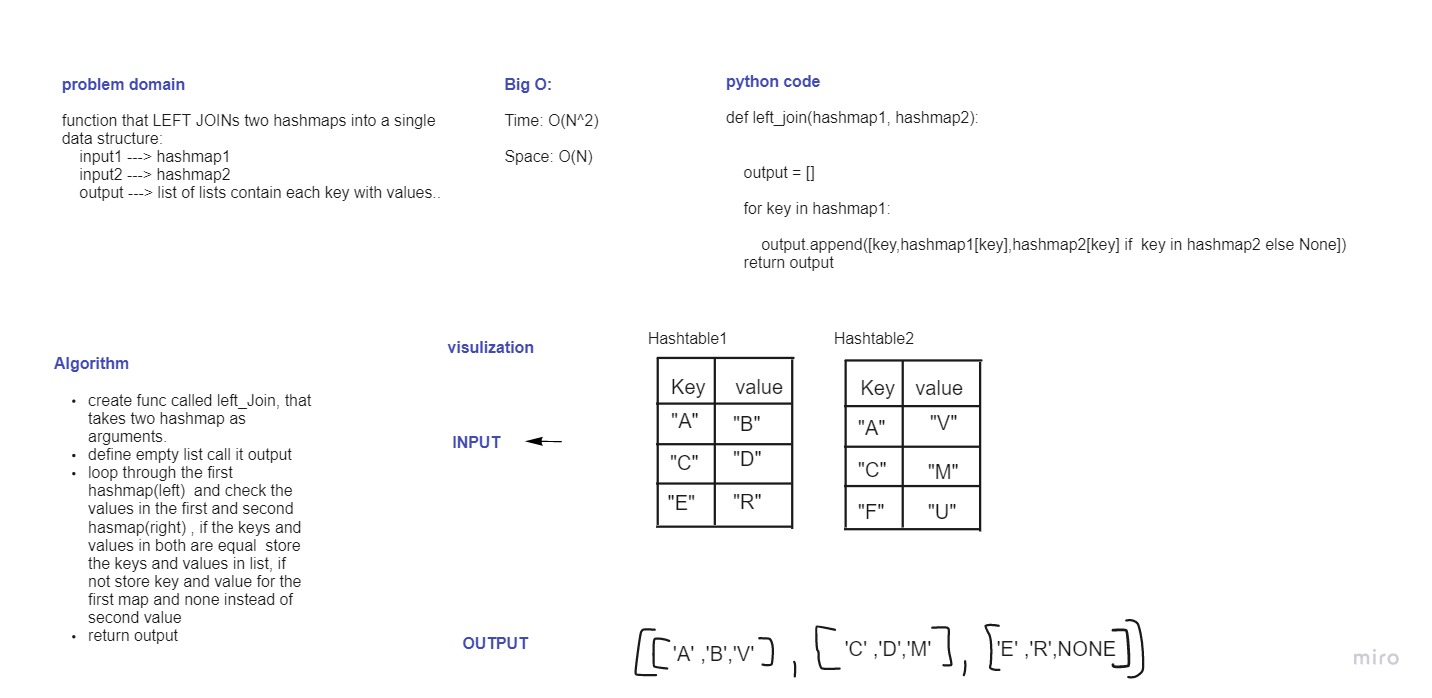 problem domain
function that LEFT JOINs two hashmaps into a single
data structure:
input1 ---> hashmap1
input2 ---> hashmap2
output ---> list of lists contain each key with values..
Big O:
Time: O(N^2)
Space: O(N)
python code
def left_join(hashmap1, hashmap2):
output = []
for key in hashmap1:
output.append([key,hashmap1[key],hashmap2[key] if  key in hashmap2 else None])
return output
Algorithm
• create func called left_Join, that
takes two hashmap as
arguments.
• define empty list call it output
• loop through the first
hashmap(left)  and check the
values in the first and second
hasmap(right) , if the keys and
values in both are equal  store
the keys and values in list, if
not store key and value for the
first map and none instead of
second value
• return output
visulization
INPUT
Hashtable1
Key value
"A" "B"
"C" "D"
"E" "R"
Hashtable2
Key value
"A" "V"
"C" "M"
"F" "U"
OUTPUT
[['A' ,'B','V'] , ['C' ,'D','M'] , ['E' ,'R',NONE]]
miro